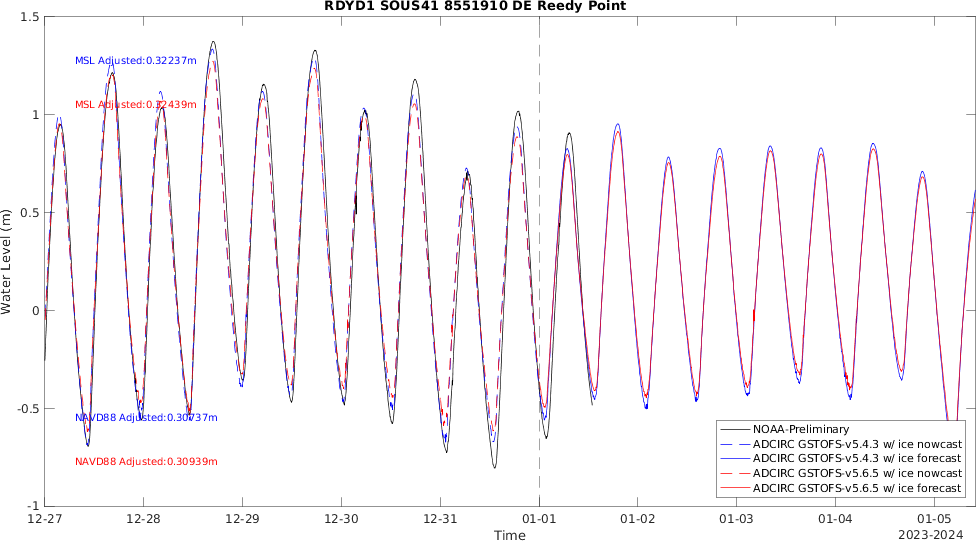 RDYD1 SOUS41 8551910 DE Reedy Point
1.5
1
0.5
0
-0.5
-1
Water Level (m)
MSL Adjusted:0.32237m
MSL Adjusted:0.32439m
NAVD88 Adjusted:0.30737m
NAVD88 Adjusted:0.30939m
NOAA-Preliminary
ADCIRC GSTOFS-v5.4.3 w/ ice nowcast
ADCIRC GSTOFS-v5.4.3 w/ ice forecast
ADCIRC GSTOFS-v5.6.5 w/ ice nowcast
ADCIRC GSTOFS-v5.6.5 w/ ice forecast
12-27 12-28 12-29 12-30 12-31 01-01 01-02 01-03 01-04 01-05
Time
2023-2024